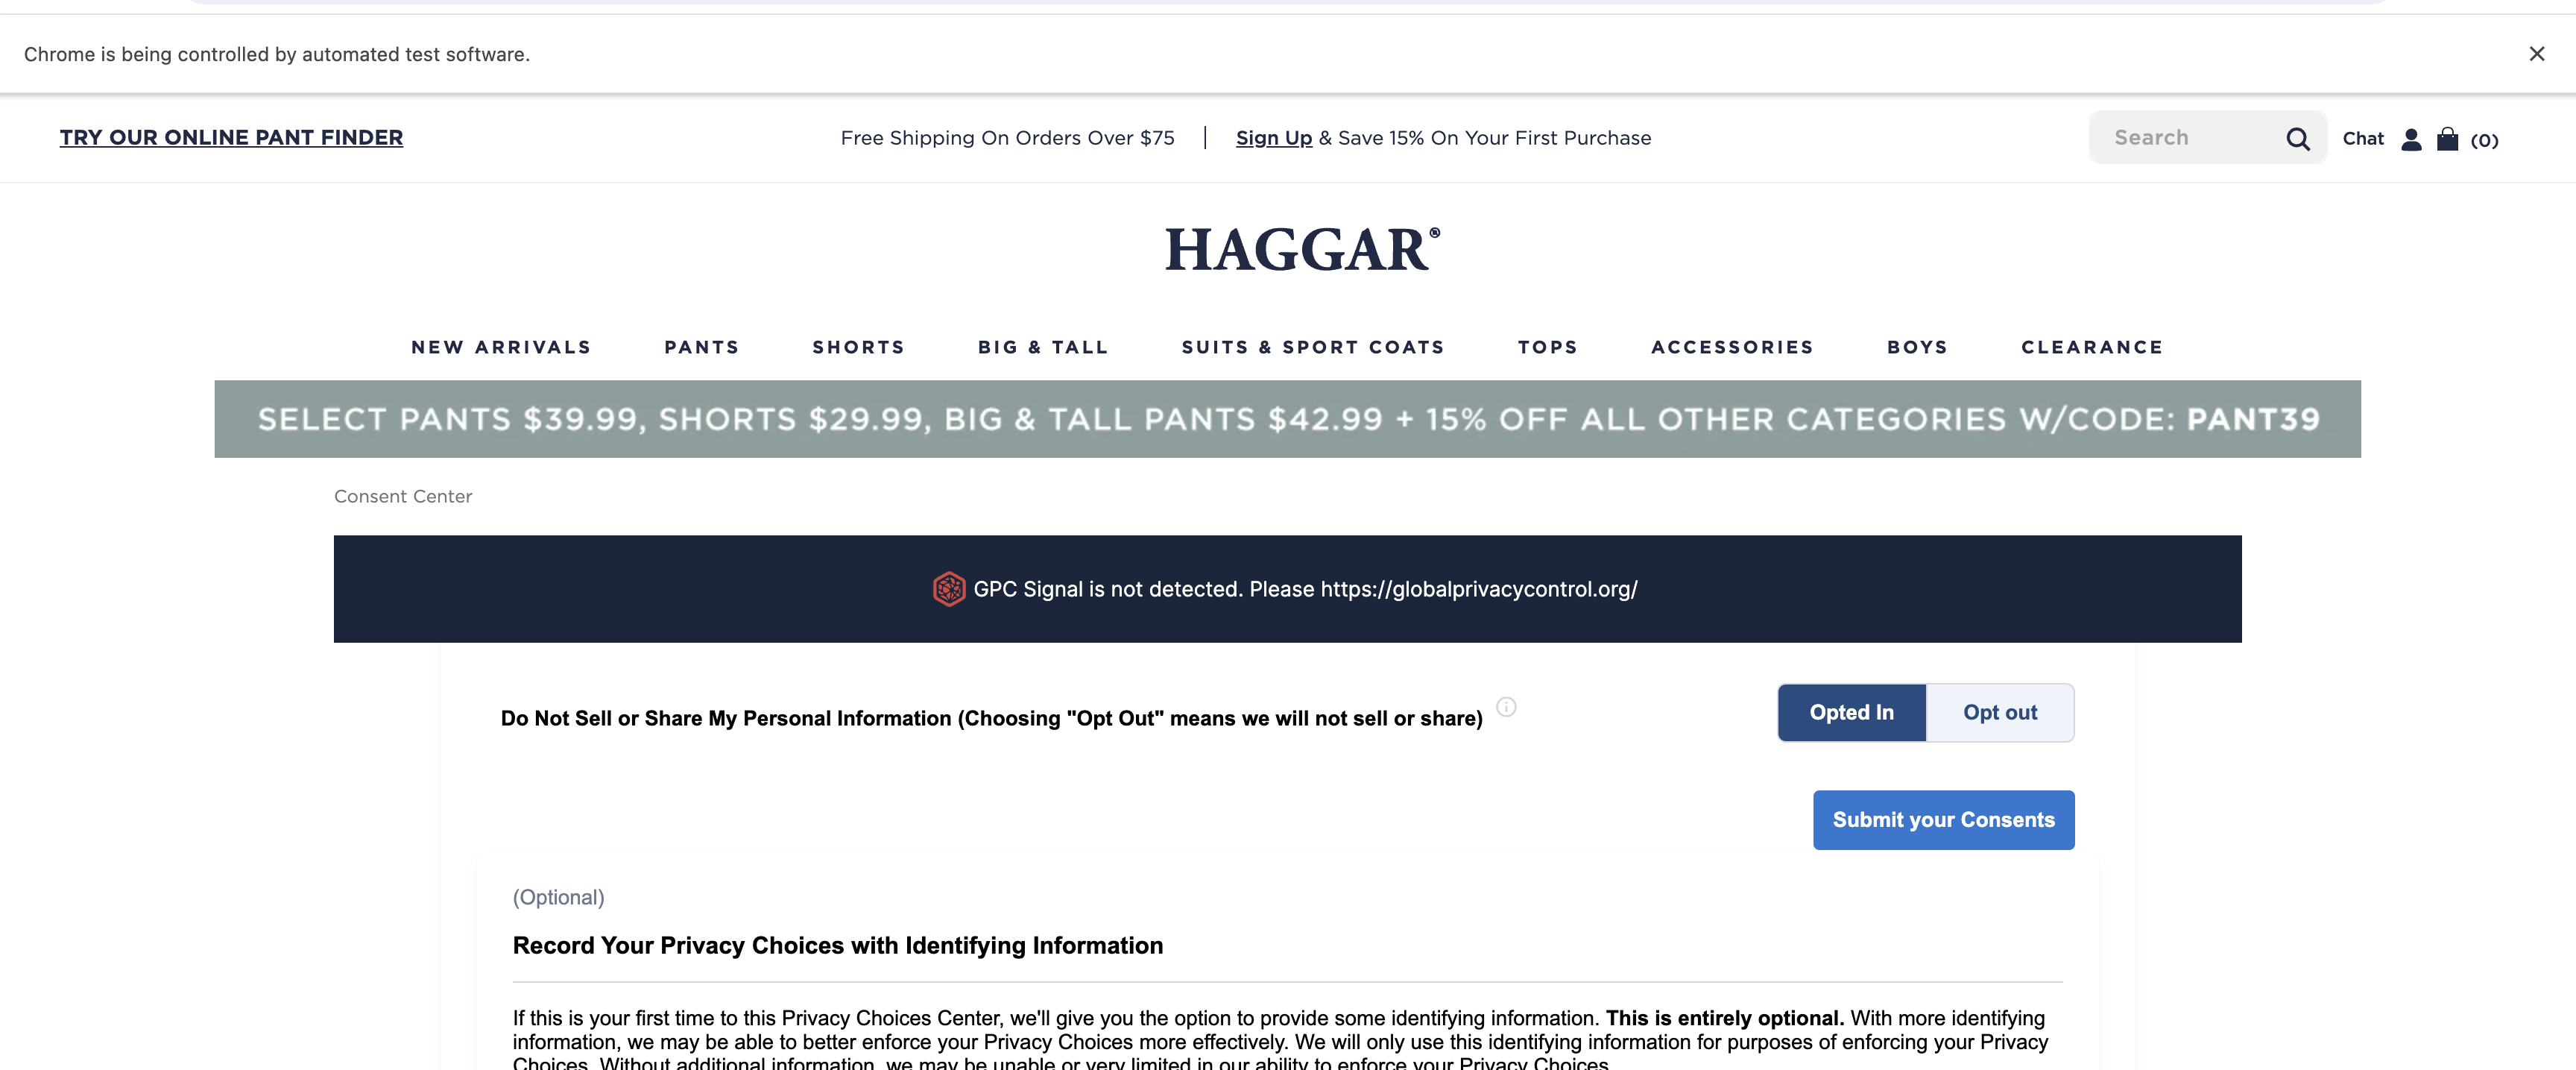 Chrome is being controlled by automated test software.
TRY OUR ONLINE PANT FINDER
Free Shipping On Orders Over $75 | Sign Up & Save 15% On Your First Purchase
Search
Chat
(0)
HAGGAR®
NEW ARRIVALS PANTS SHORTS BIG & TALL SUITS & SPORT COATS TOPS ACCESSORIES BOYS CLEARANCE
SELECT PANTS $39.99, SHORTS $29.99, BIG & TALL PANTS $42.99 + 15% OFF ALL OTHER CATEGORIES W/CODE: PANT39
Consent Center
GPC Signal is not detected. Please https://globalprivacycontrol.org/
Do Not Sell or Share My Personal Information (Choosing "Opt Out" means we will not sell or share)
Opted In
Opt out
Submit your Consents
(Optional)
Record Your Privacy Choices with Identifying Information
If this is your first time to this Privacy Choices Center, we'll give you the option to provide some identifying information. This is entirely optional. With more identifying
information, we may be able to better enforce your Privacy Choices more effectively. We will only use this identifying information for purposes of enforcing your Privacy
Choices. Without additional information, we may be unable or very limited in our ability to enforce your Privacy Choices.